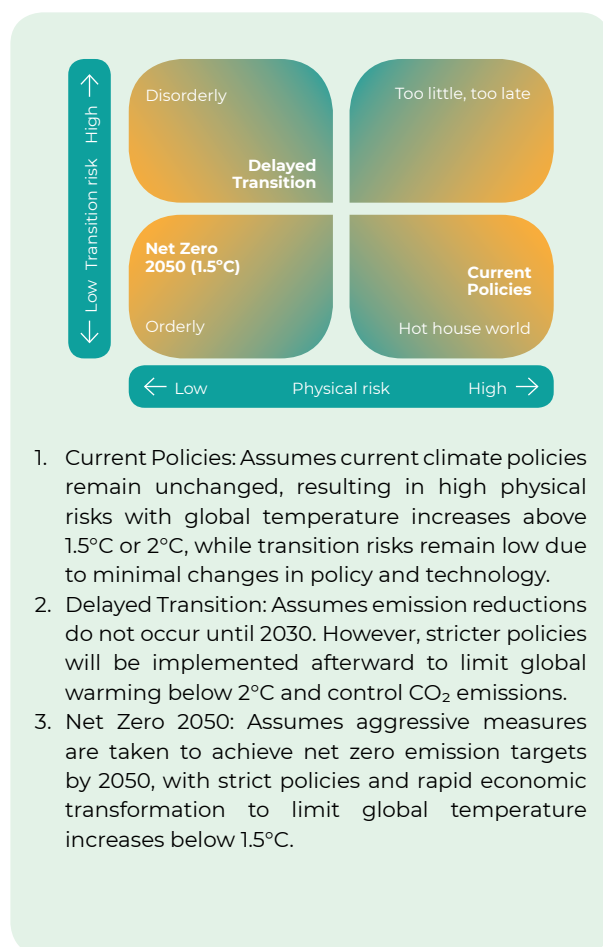 Low Transition risk High
Disorderly
Delayed
Transition
Too little, too late
Net Zero
2050 (1.5°C)
Orderly
Current
Policies
Hot house world
Low Physical risk High
1. Current Policies: Assumes current climate policies
remain unchanged, resulting in high physical
risks with global temperature increases above
1.5°C or 2°C, while transition risks remain low due
to minimal changes in policy and technology.
2. Delayed Transition: Assumes emission reductions
do not occur until 2030. However, stricter policies
will be implemented afterward to limit global
warming below 2°C and control CO₂ emissions.
3. Net Zero 2050: Assumes aggressive measures
are taken to achieve net zero emission targets
by 2050, with strict policies and rapid economic
transformation to limit global temperature
increases below 1.5°C.